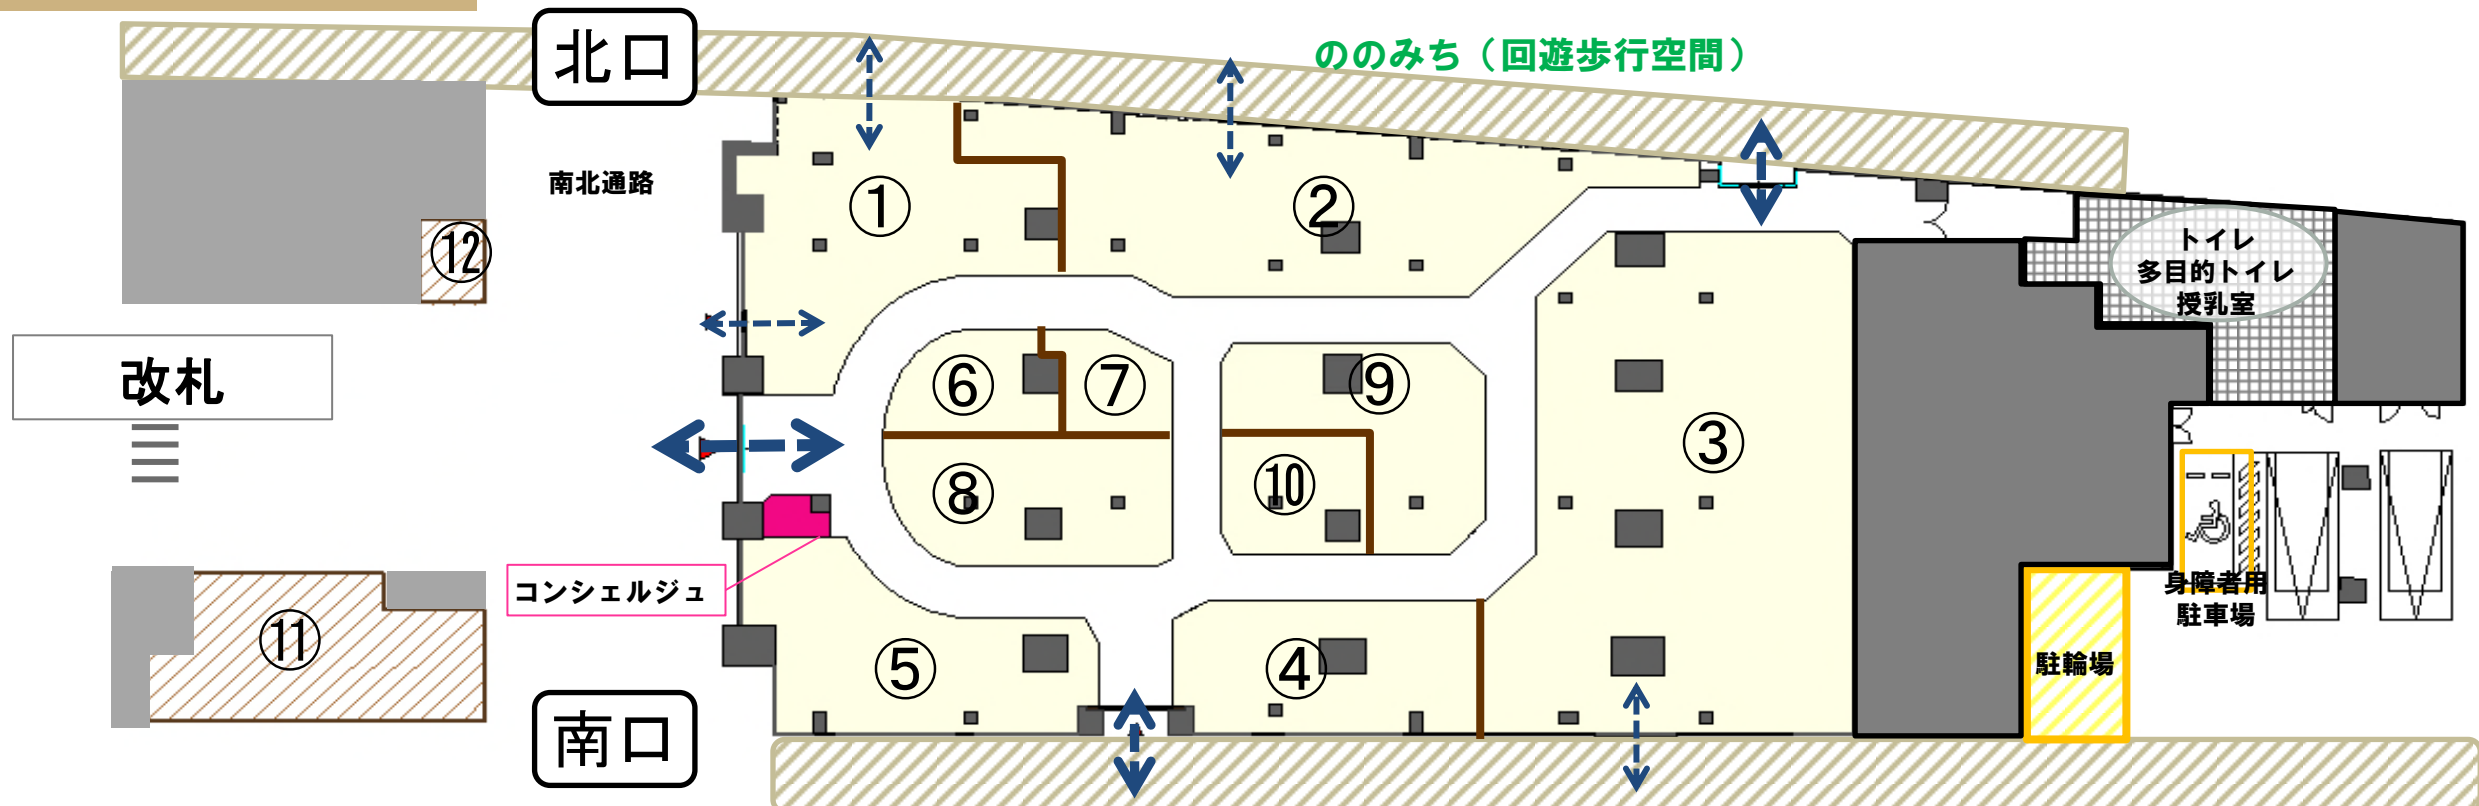 北口
ののみち（回遊歩行空間）
南北通路
①
②
⑫
トイレ
多目的トイレ
授乳室
改札
⑥
⑦
⑨
③
⑧
⑩
コンシェルジュ
身障者用
駐車場
⑪
⑤
④
駐輪場
南口